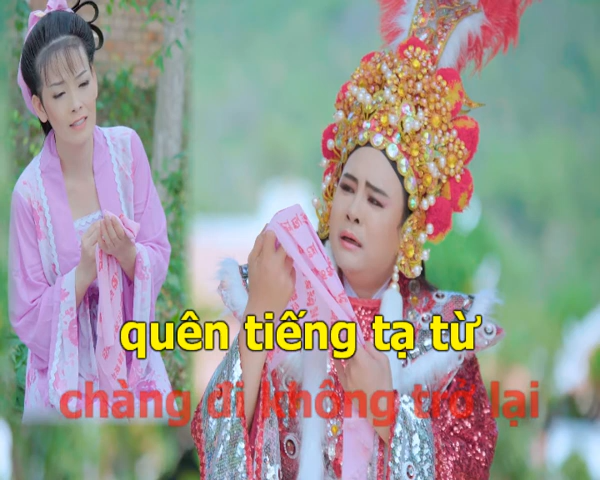 quên tiếng tạ từ
chàng đi không trở lại